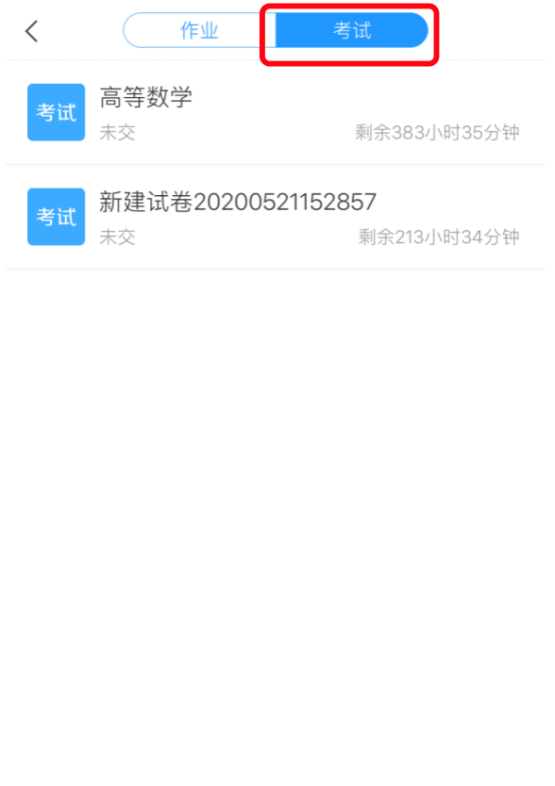 作业 考试
考试 高等数学
未交 剩余383小时35分钟
考试 新建试卷20200521152857
未交 剩余213小时34分钟